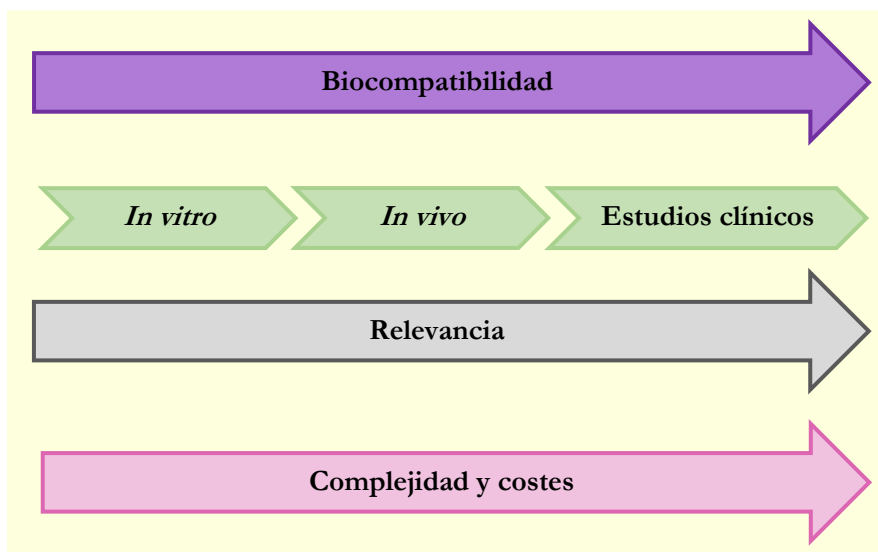 Biocompatibilidad
In vitro In vivo Estudios clínicos
Relevancia
Complejidad y costes